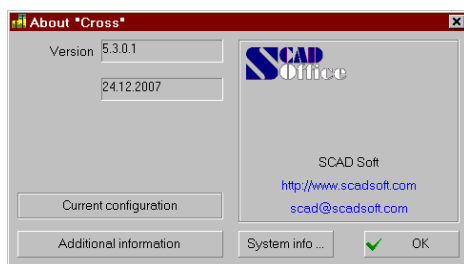 About "Cross"
Version 5.3.0.1
24.12.2007
SCAD
Office
SCAD Soft
http://www.scadsoft.com
scad@scadsoft.com
Current configuration
Additional information
System info ...
OK